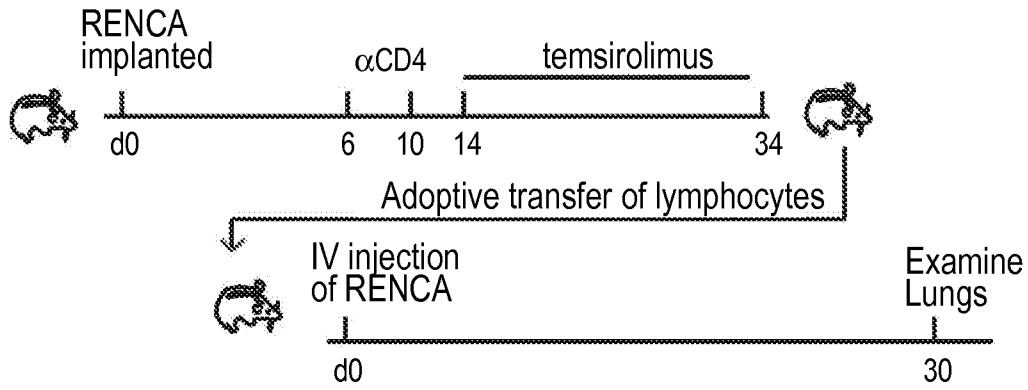 RENCA
implanted
αCD4
temsirolimus
d0
6
10
14
34
Adoptive transfer of lymphocytes
IV injection
of RENCA
Examine
Lungs
d0
30